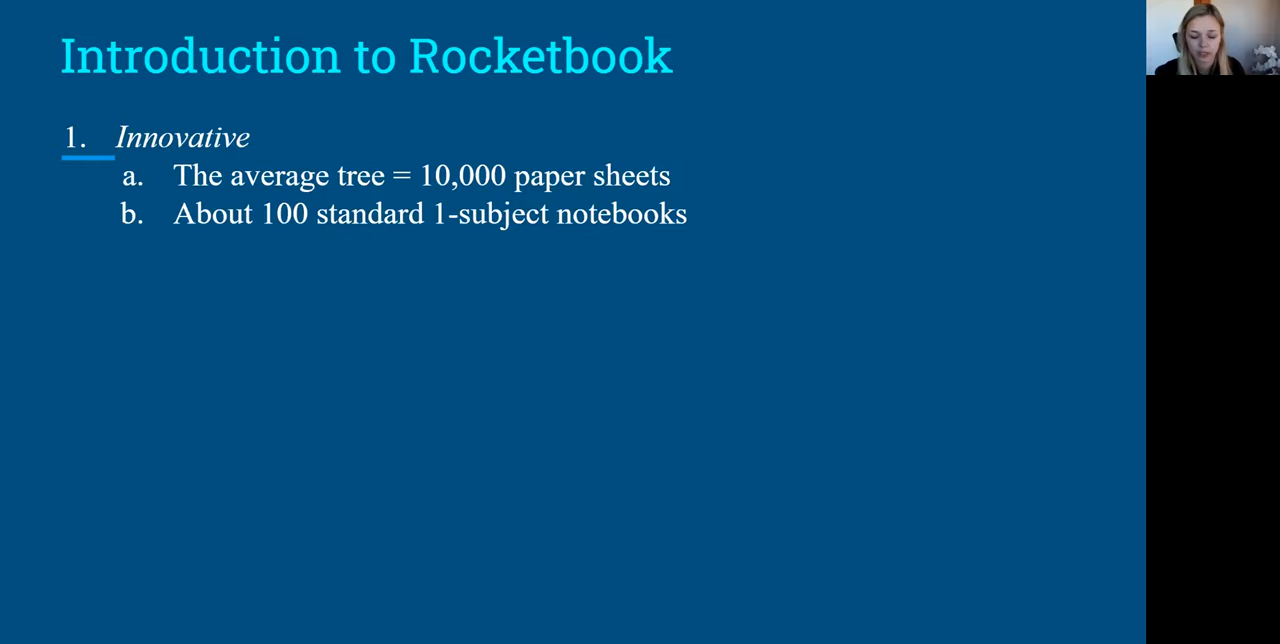 Introduction to Rocketbook
1. Innovative
a. The average tree = 10,000 paper sheets
b. About 100 standard 1-subject notebooks